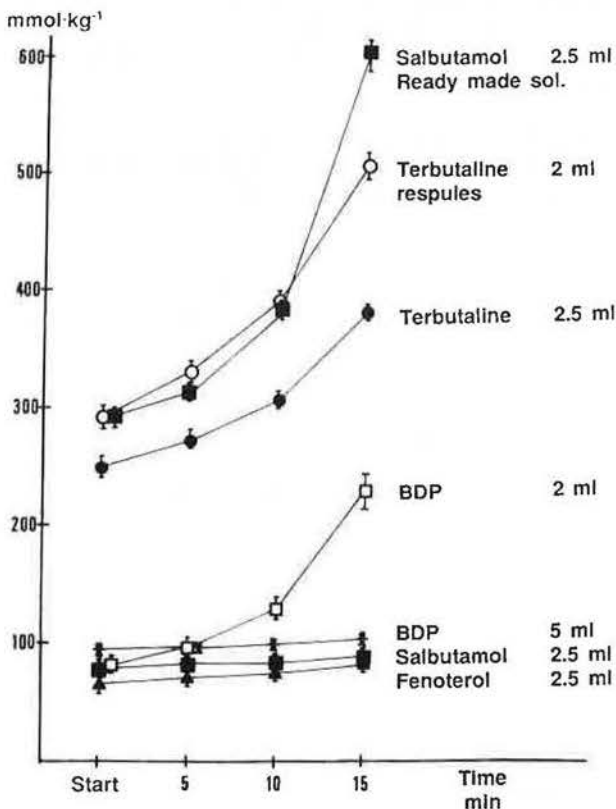 mmol·kg⁻¹
600
Salbutamol 2.5 ml
Ready made sol.
500
Terbutaline 2 ml
respules
400
Terbutaline 2.5 ml
300
BDP 2 ml
200
100
BDP 5 ml
Salbutamol 2.5 ml
Fenoterol 2.5 ml
Start 5 10 15 Time
min